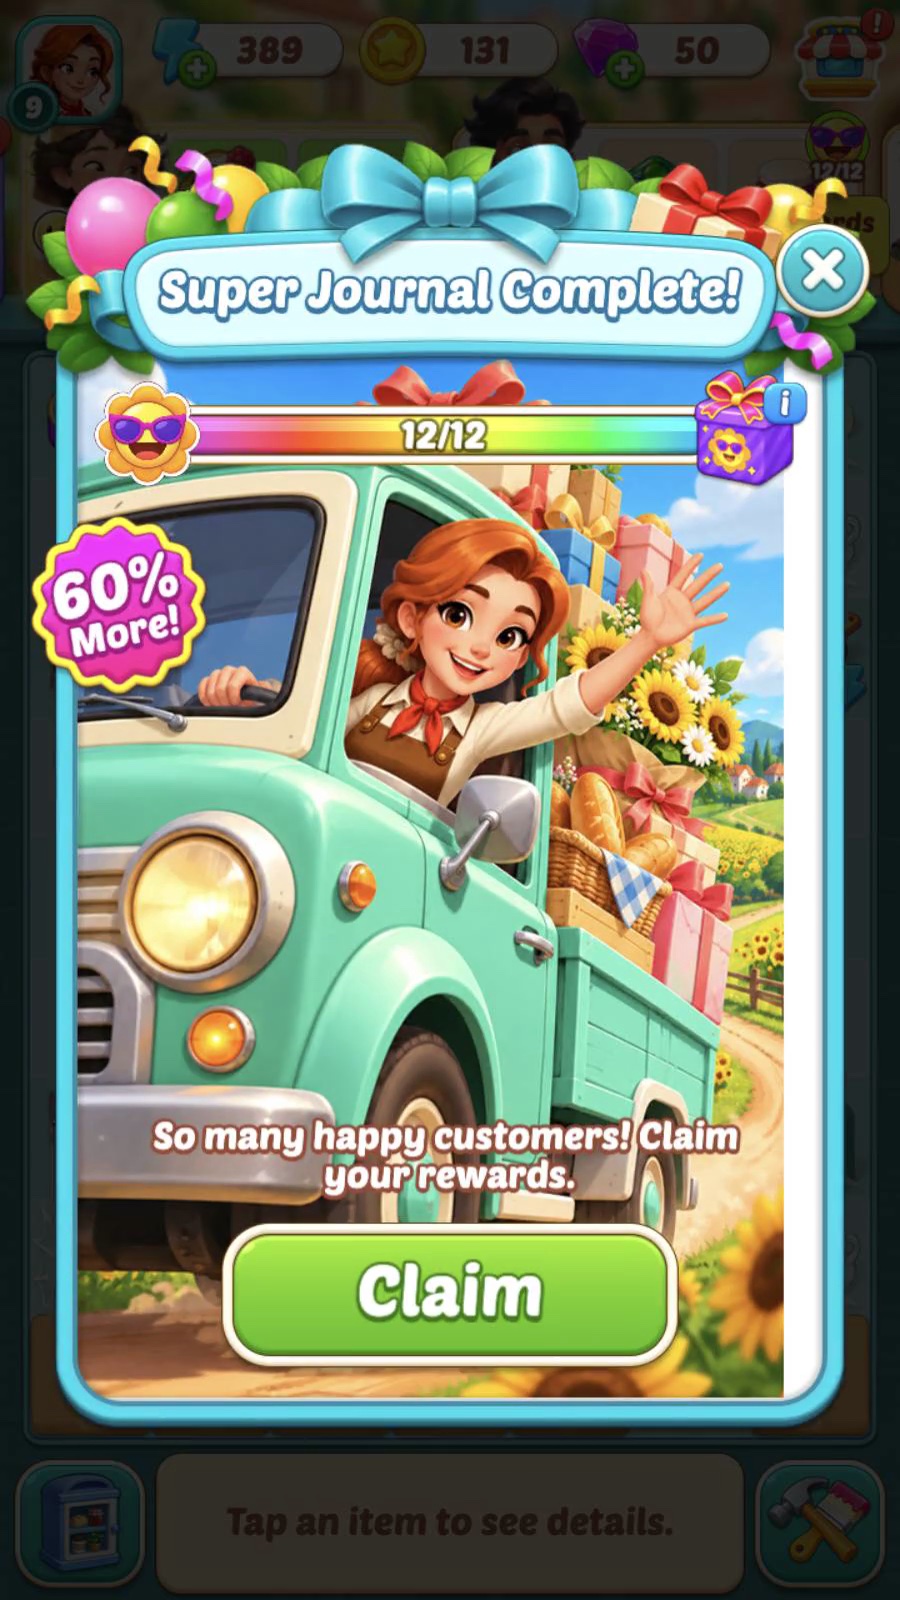 389
131
50
9
12/12
Super Journal Complete!
12/12
i
60%
More!
So many happy customers! Claim
your rewards.
Claim
Tap an item to see details.